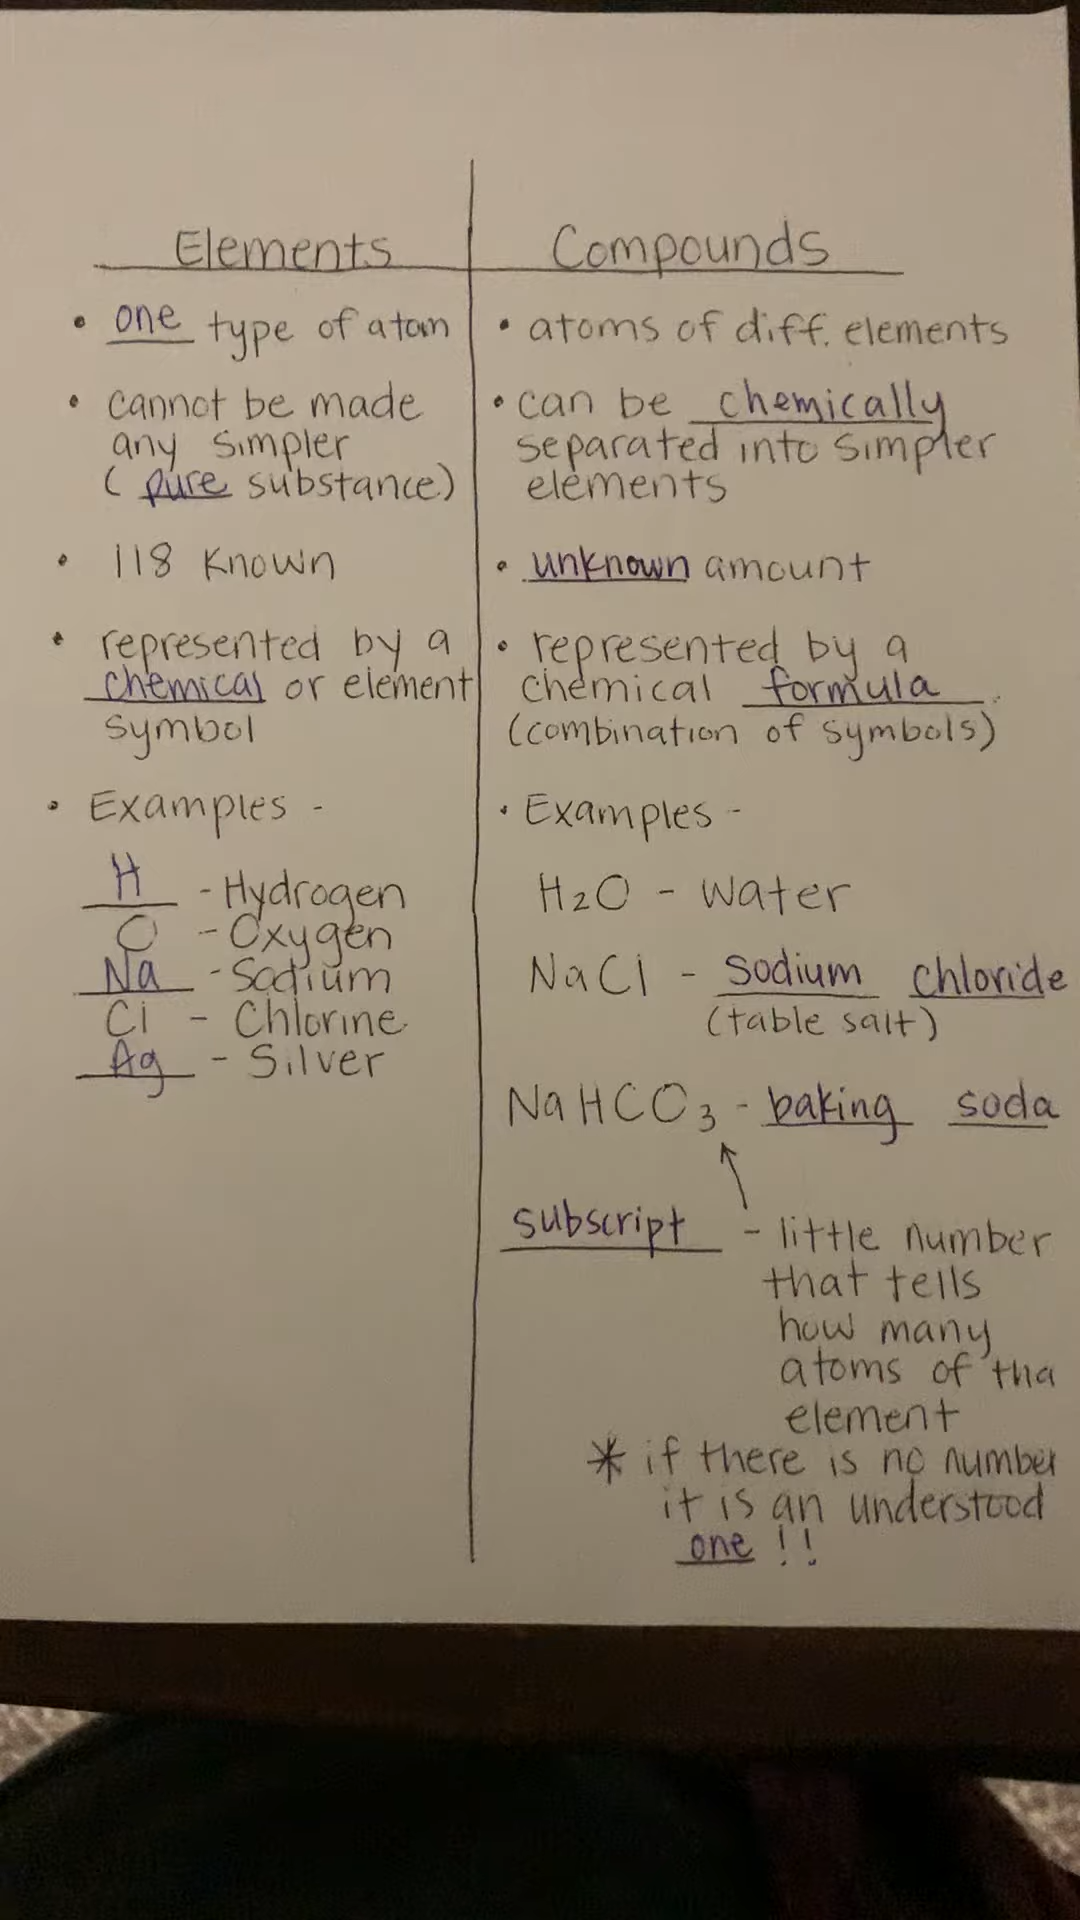 Elements
• one type of atom
• cannot be made
any simpler
( pure substance)
• 118 Known
• represented by a
chemical or element
symbol
• Examples -
H - Hydrogen
O - Oxygen
Na - Sodium
Cl - Chlorine
Ag - Silver
Compounds
• atoms of diff. elements
• can be chemically
separated into simpler
elements
• unknown amount
• represented by a
chemical formula.
(combination of symbols)
• Examples -
H₂O - water
NaCl - sodium chloride
(table salt)
NaHCO₃ - baking soda
subscript - little number
that tells
how many
atoms of tha
element
* if there is no number
it is an understood
one !!